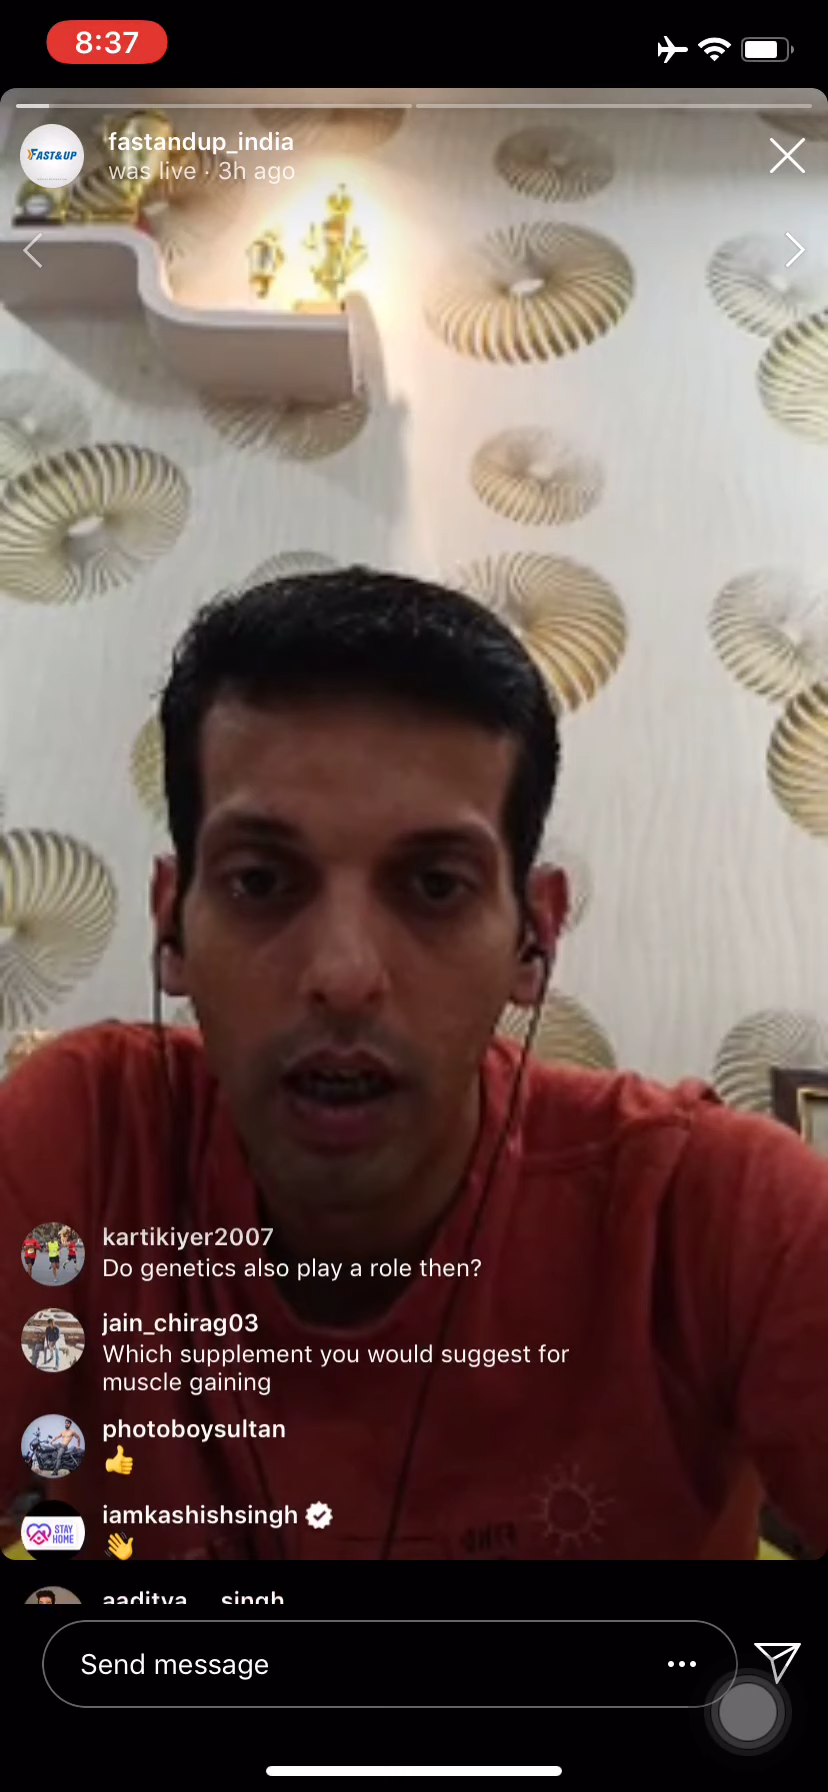 8:37
fastandup_india
was live · 3h ago
FAST&UP
kartikiyer2007
Do genetics also play a role then?
jain_chirag03
Which supplement you would suggest for
muscle gaining
photoboysultan
👍
iamkashishsingh
STAY
HOME
👋
Send message